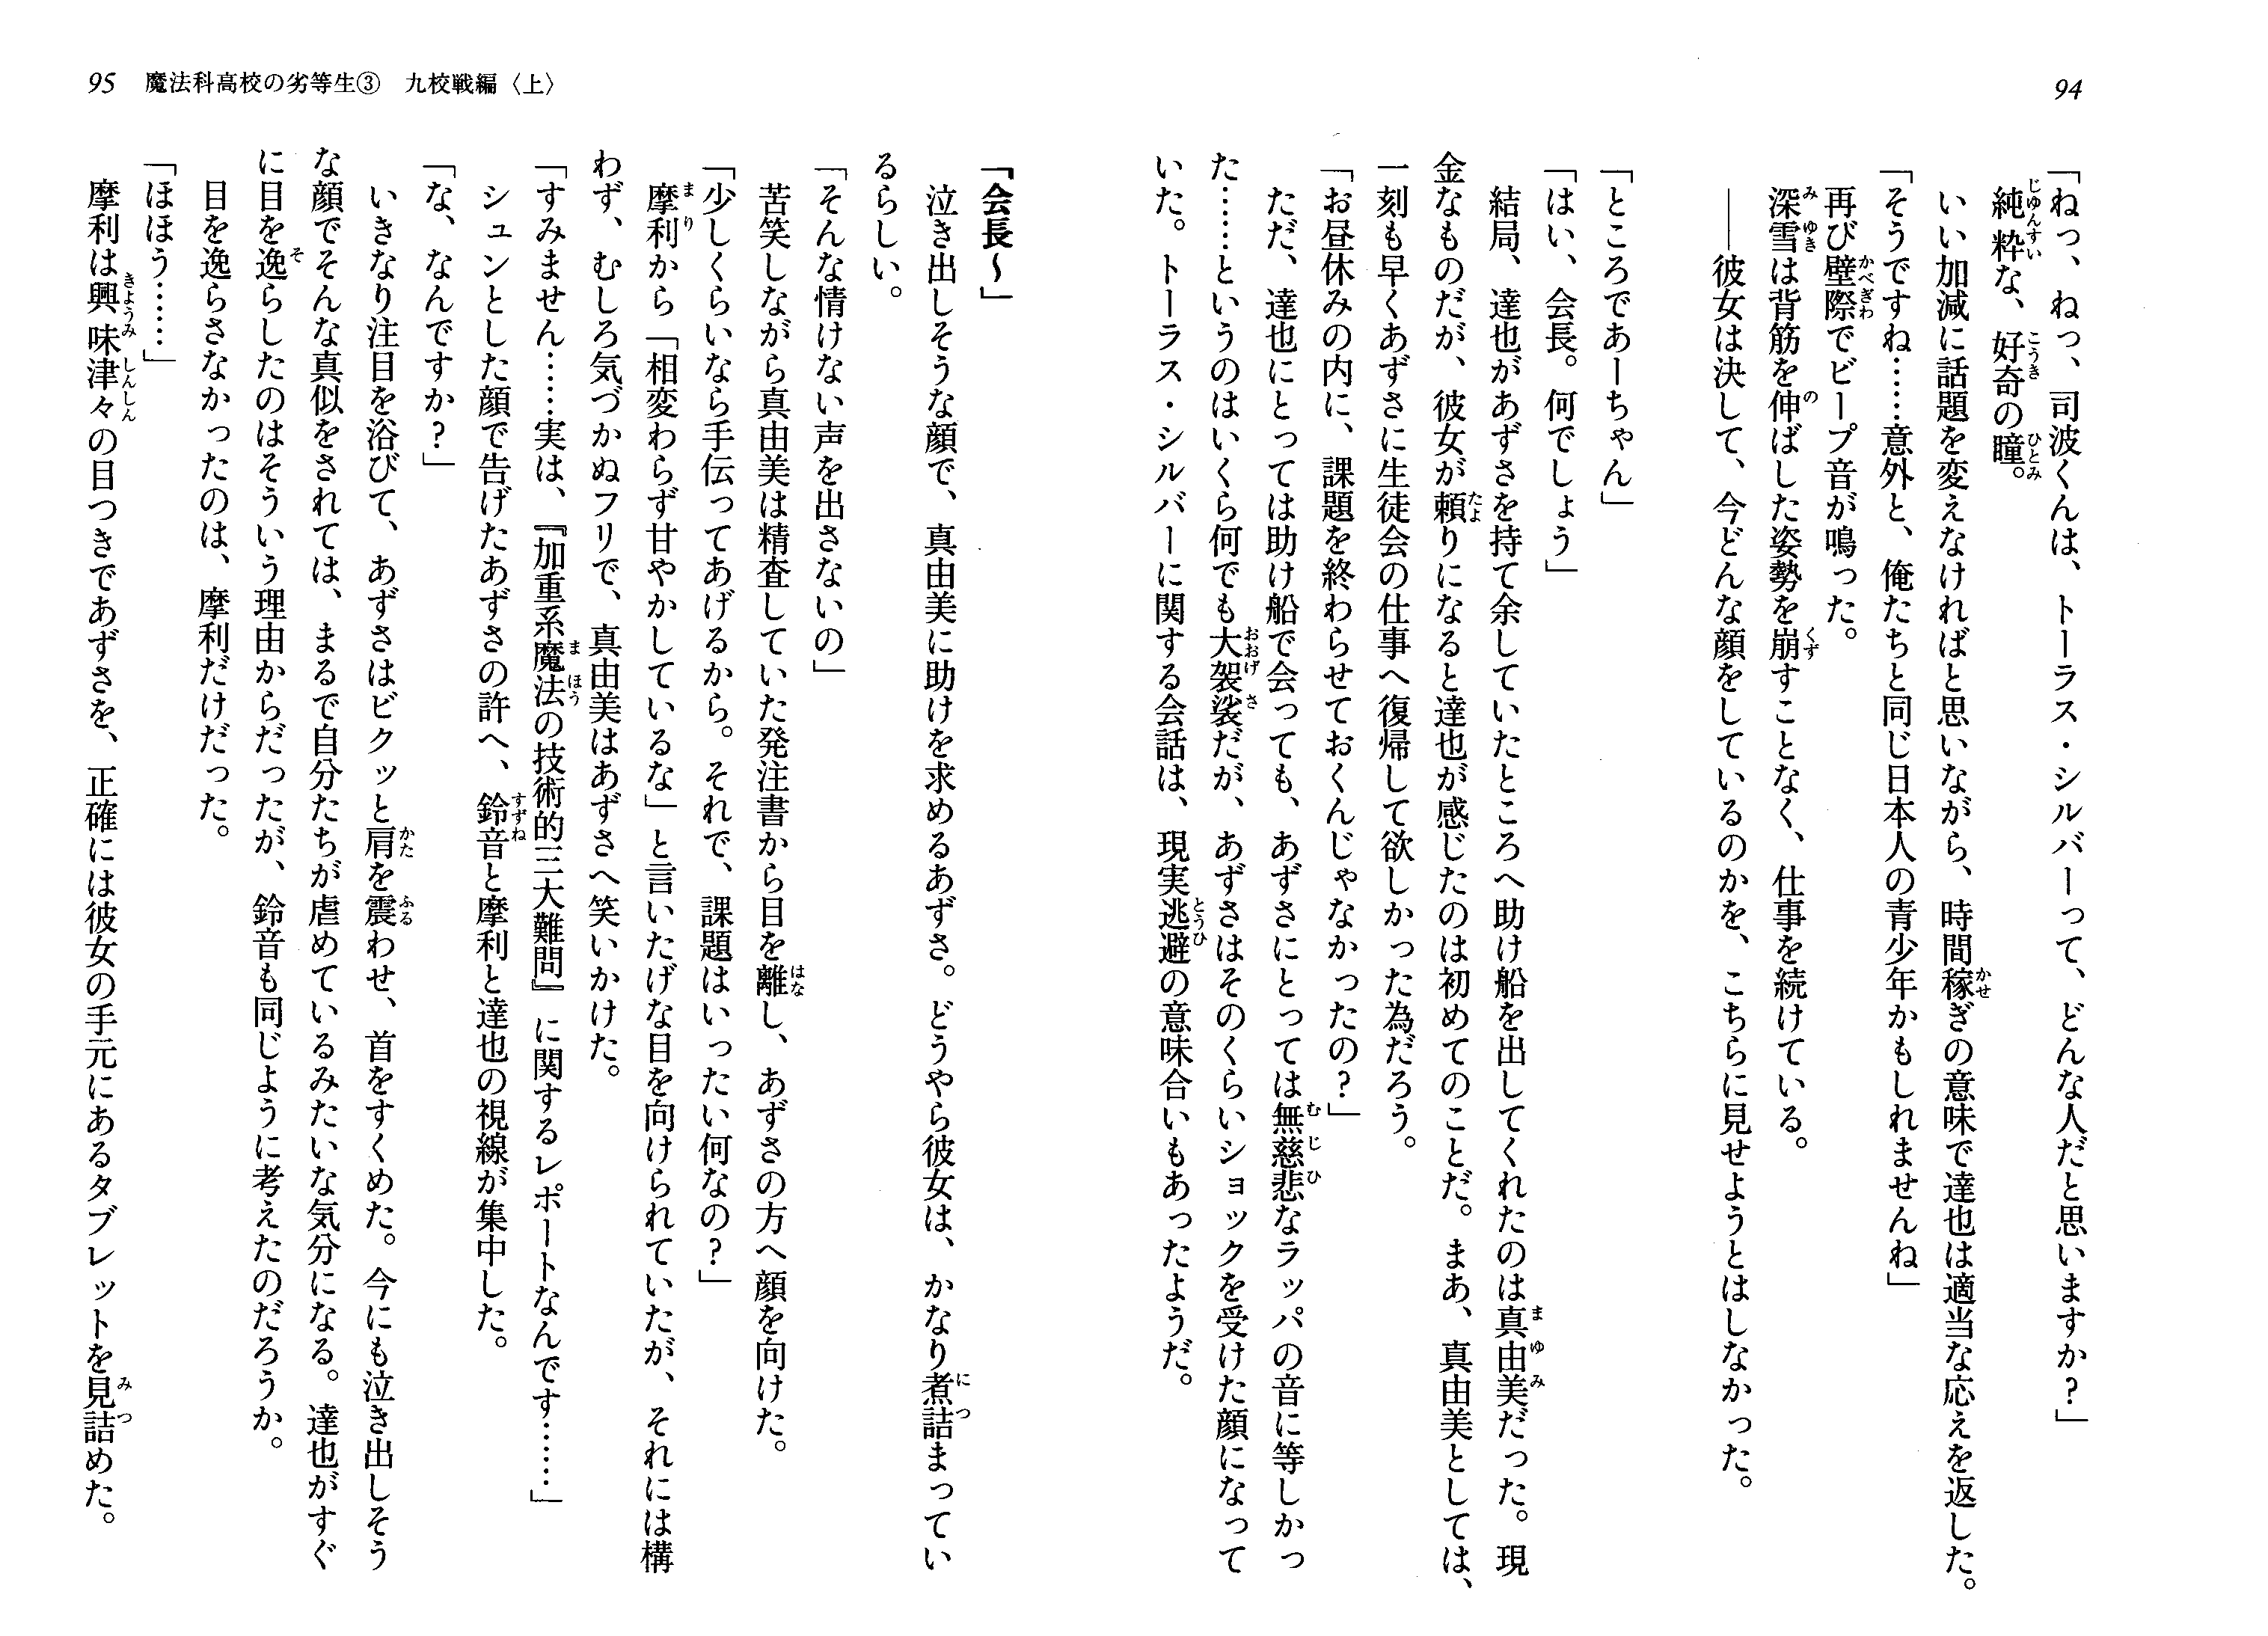 94
「ねっ、ねっ、司波くんは、トーラス・シルバーって、どんな人だと思いますか？」
純粋な、好奇の瞳。
いい加減に話題を変えなければと思いながら、時間稼ぎの意味で達也は適当な応えを返した。
「そうですね……意外と、俺たちと同じ日本人の青少年かもしれませんね」
再び壁際でビープ音が鳴った。
深雪は背筋を伸ばした姿勢を崩すことなく、仕事を続けている。
――彼女は決して、今どんな顔をしているのかを、こちらに見せようとはしなかった。
「ところであーちゃん」
「はい、会長。何でしょう」
結局、達也があずさを持て余していたところへ助け船を出してくれたのは真由美だった。現
金なものだが、彼女が頼りになると達也が感じたのは初めてのことだ。まあ、真由美としては、
一刻も早くあずさに生徒会の仕事へ復帰して欲しかった為だろう。
「お昼休みの内に、課題を終わらせておくんじゃなかったの？」
ただ、達也にとっては助け船で会っても、あずさにとっては無慈悲なラッパの音に等しかっ
た……というのはいくら何でも大袈裟だが、あずさはそのくらいショックを受けた顔になって
いた。トーラス・シルバーに関する会話は、現実逃避の意味合いもあったようだ。
95 魔法科高校の劣等生③ 九校戦編〈上〉
「会長～」
泣き出しそうな顔で、真由美に助けを求めるあずさ。どうやら彼女は、かなり煮詰まってい
るらしい。
「そんな情けない声を出さないの」
苦笑しながら真由美は精査していた発注書から目を離し、あずさの方へ顔を向けた。
「少しくらいなら手伝ってあげるから。それで、課題はいったい何なの？」
摩利から「相変わらず甘やかしているな」と言いたげな目を向けられていたが、それには構
わず、むしろ気づかぬフリで、真由美はあずさへ笑いかけた。
「すみません……実は、『加重系魔法の技術的三大難問』に関するレポートなんです……」
シュンとした顔で告げたあずさの許へ、鈴音と摩利と達也の視線が集中した。
「な、なんですか？」
いきなり注目を浴びて、あずさはビクッと肩を震わせ、首をすくめた。今にも泣き出しそう
な顔でそんな真似をされては、まるで自分たちが虐めているみたいな気分になる。達也がすぐ
に目を逸らしたのはそういう理由からだったが、鈴音も同じように考えたのだろうか。
目を逸らさなかったのは、摩利だけだった。
「ほほう……」
摩利は興味津々の目つきであずさを、正確には彼女の手元にあるタブレットを見詰めた。